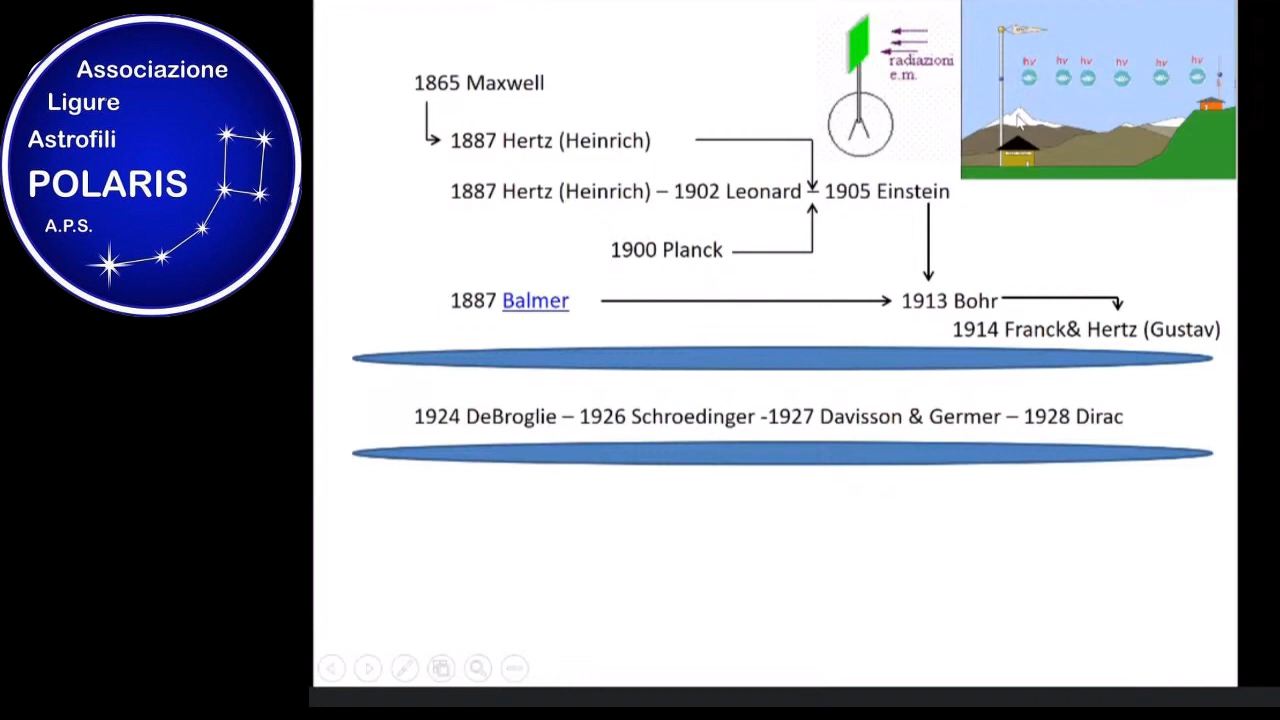 Associazione
Ligure
Astrofili
POLARIS
A.P.S.
1865 Maxwell
radiazioni
e.m.
hv hv hv hv hv hv
1887 Hertz (Heinrich)
1887 Hertz (Heinrich) – 1902 Leonard – 1905 Einstein
1900 Planck
1887 Balmer
1913 Bohr
1914 Franck& Hertz (Gustav)
1924 DeBroglie – 1926 Schroedinger -1927 Davisson & Germer – 1928 Dirac